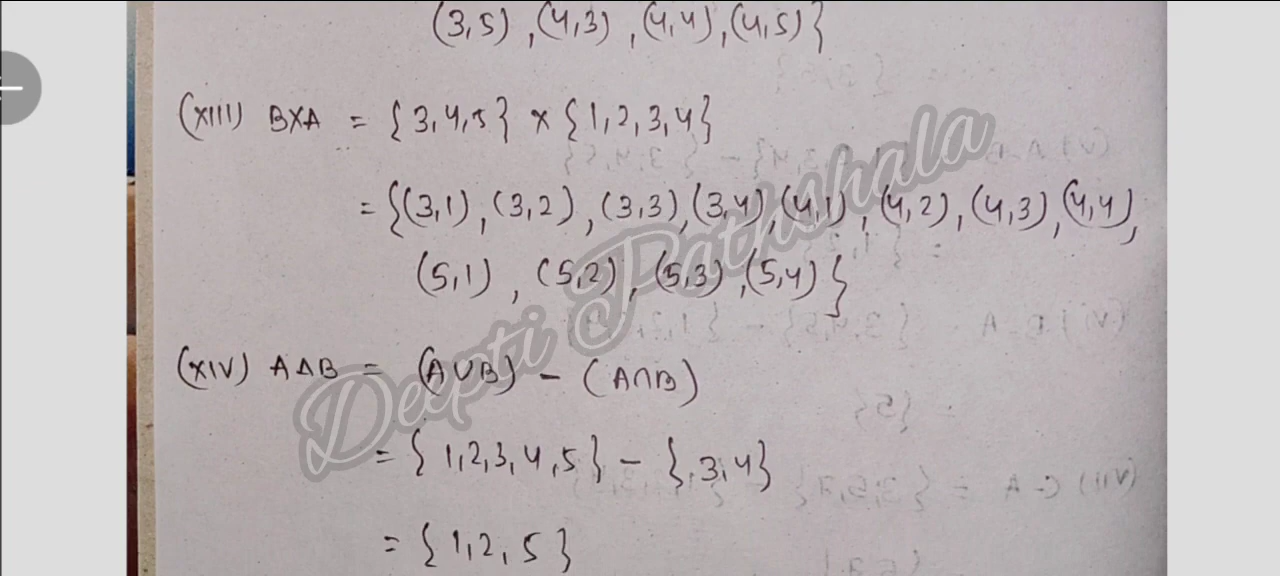 (3,5) , (4,3) , (4,4) , (4,5) }
(XIII) B×A = { 3,4,5 } × { 1,2,3,4 }
= { (3,1) , (3,2) , (3,3) , (3,4) , (4,1) , (4,2) , (4,3) , (4,4) ,
(5,1) , (5,2) , (5,3) , (5,4) }
Deepti Pathshala
(XIV) A∆B = (A∪B) – (A∩B)
= { 1,2,3,4,5 } – { 3,4 }
= { 1,2,5 }